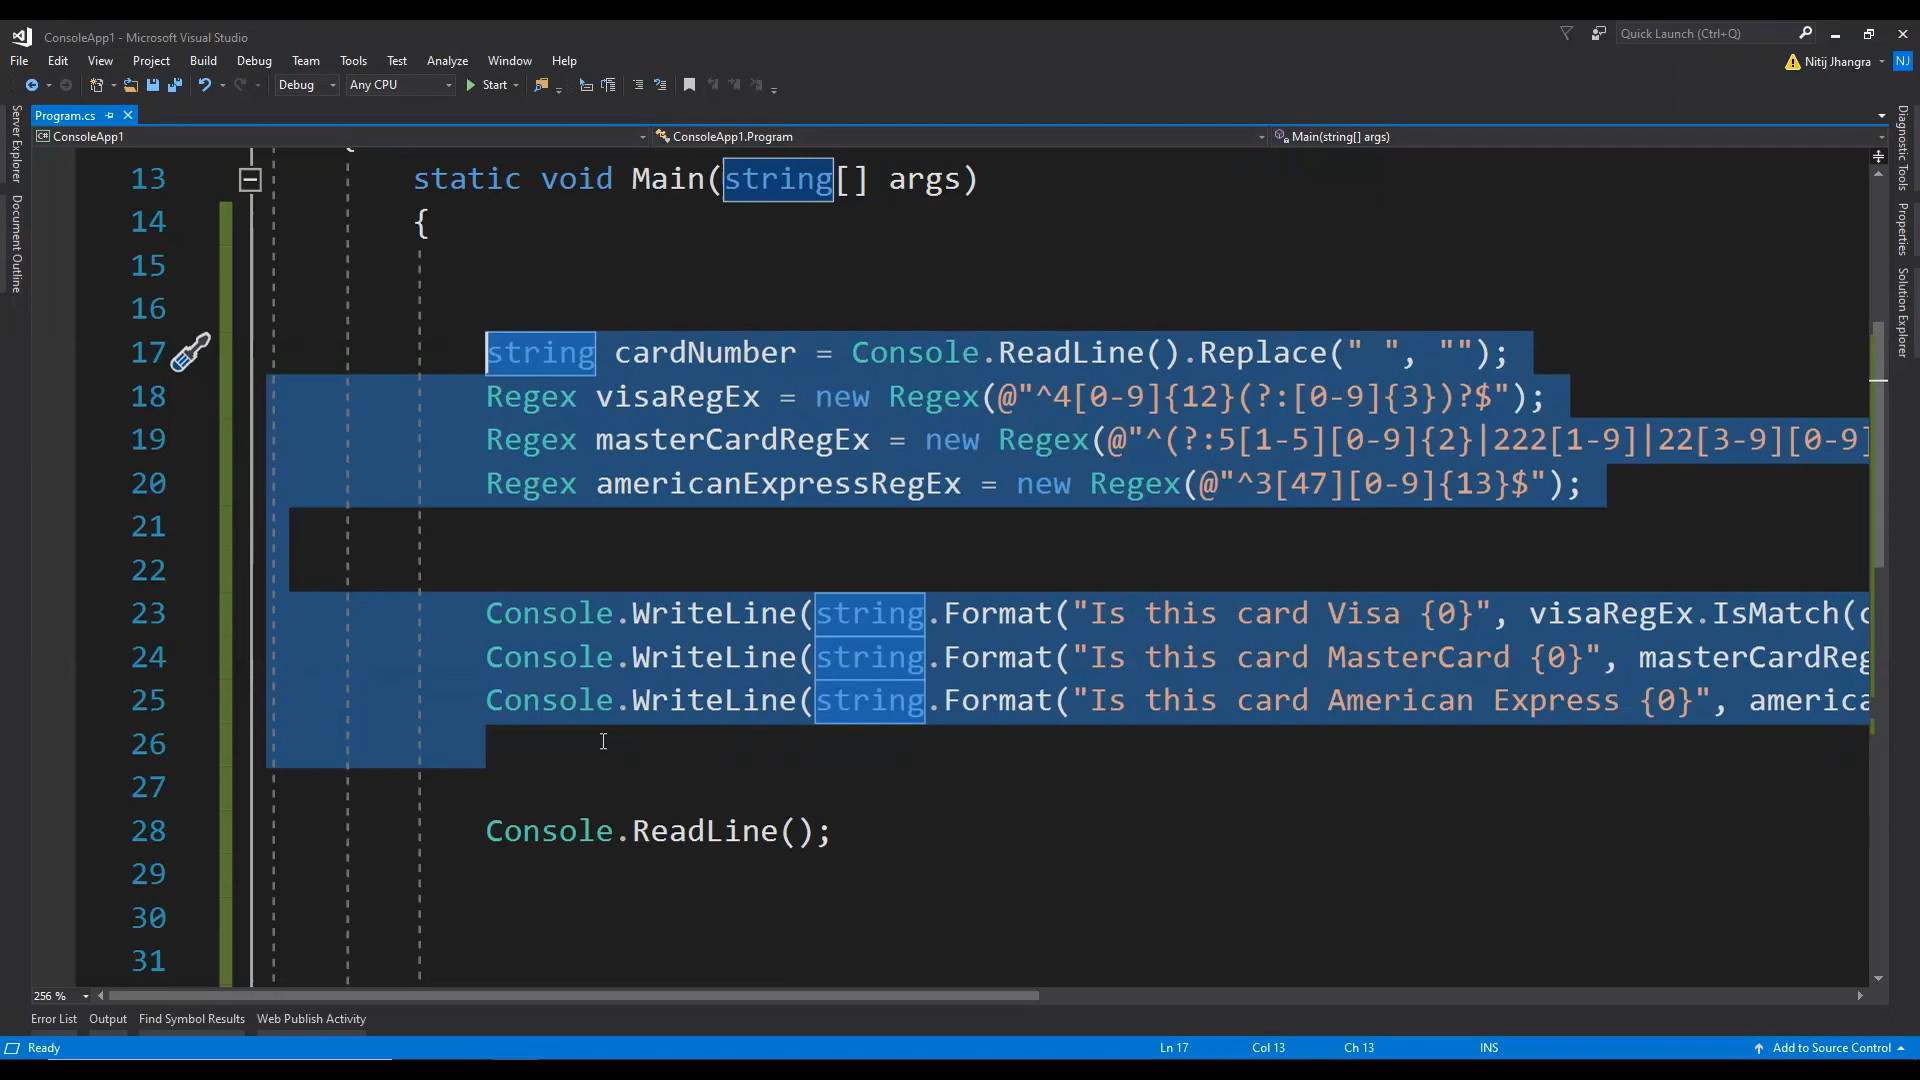 ConsoleApp1 - Microsoft Visual Studio
Quick Launch (Ctrl+Q)
File Edit View Project Build Debug Team Tools Test Analyze Window Help
Nitij Jhangra NJ
Debug Any CPU Start
Program.cs
ConsoleApp1 ConsoleApp1.Program Main(string[] args)
Server Explorer
Document Outline
Diagnostic Tools
Properties
Solution Explorer
13 static void Main(string[] args)
14 {
15
16
17 string cardNumber = Console.ReadLine().Replace(" ", "");
18 Regex visaRegEx = new Regex(@"^4[0-9]{12}(?:[0-9]{3})?$");
19 Regex masterCardRegEx = new Regex(@"^(?:5[1-5][0-9]{2}|222[1-9]|22[3-9][0-9]
20 Regex americanExpressRegEx = new Regex(@"^3[47][0-9]{13}$");
21
22
23 Console.WriteLine(string.Format("Is this card Visa {0}", visaRegEx.IsMatch(c
24 Console.WriteLine(string.Format("Is this card MasterCard {0}", masterCardReg
25 Console.WriteLine(string.Format("Is this card American Express {0}", america
26
27
28 Console.ReadLine();
29
30
31
256 %
Error List Output Find Symbol Results Web Publish Activity
Ready Ln 17 Col 13 Ch 13 INS Add to Source Control